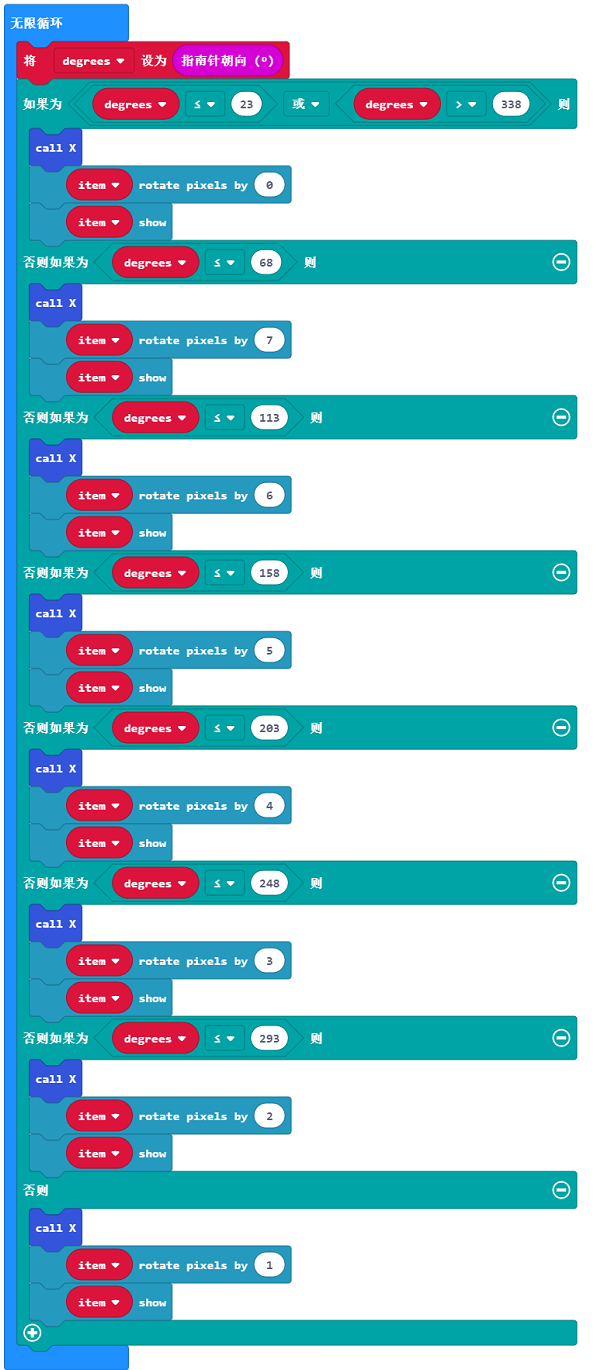 无限循环
将 degrees 设为 指南针朝向 (º)
如果为 degrees ≤ 23 或 degrees > 338 则
call X
item rotate pixels by 0
item show
否则如果为 degrees ≤ 68 则
call X
item rotate pixels by 7
item show
否则如果为 degrees ≤ 113 则
call X
item rotate pixels by 6
item show
否则如果为 degrees ≤ 158 则
call X
item rotate pixels by 5
item show
否则如果为 degrees ≤ 203 则
call X
item rotate pixels by 4
item show
否则如果为 degrees ≤ 248 则
call X
item rotate pixels by 3
item show
否则如果为 degrees ≤ 293 则
call X
item rotate pixels by 2
item show
否则
call X
item rotate pixels by 1
item show